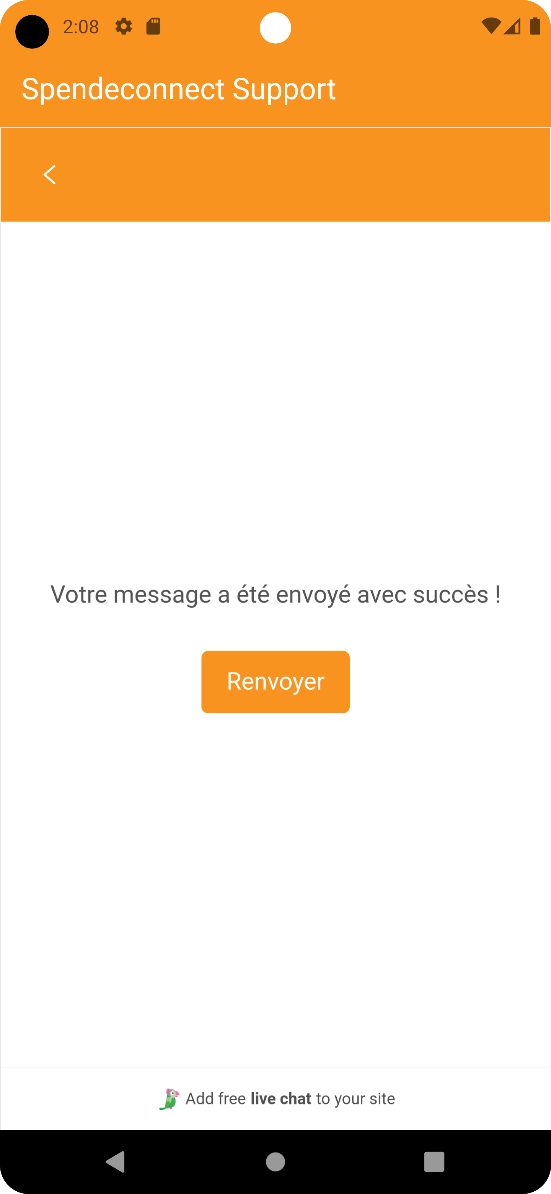 2:08
Spendeconnect Support
Votre message a été envoyé avec succès !
Renvoyer
Add free live chat to your site